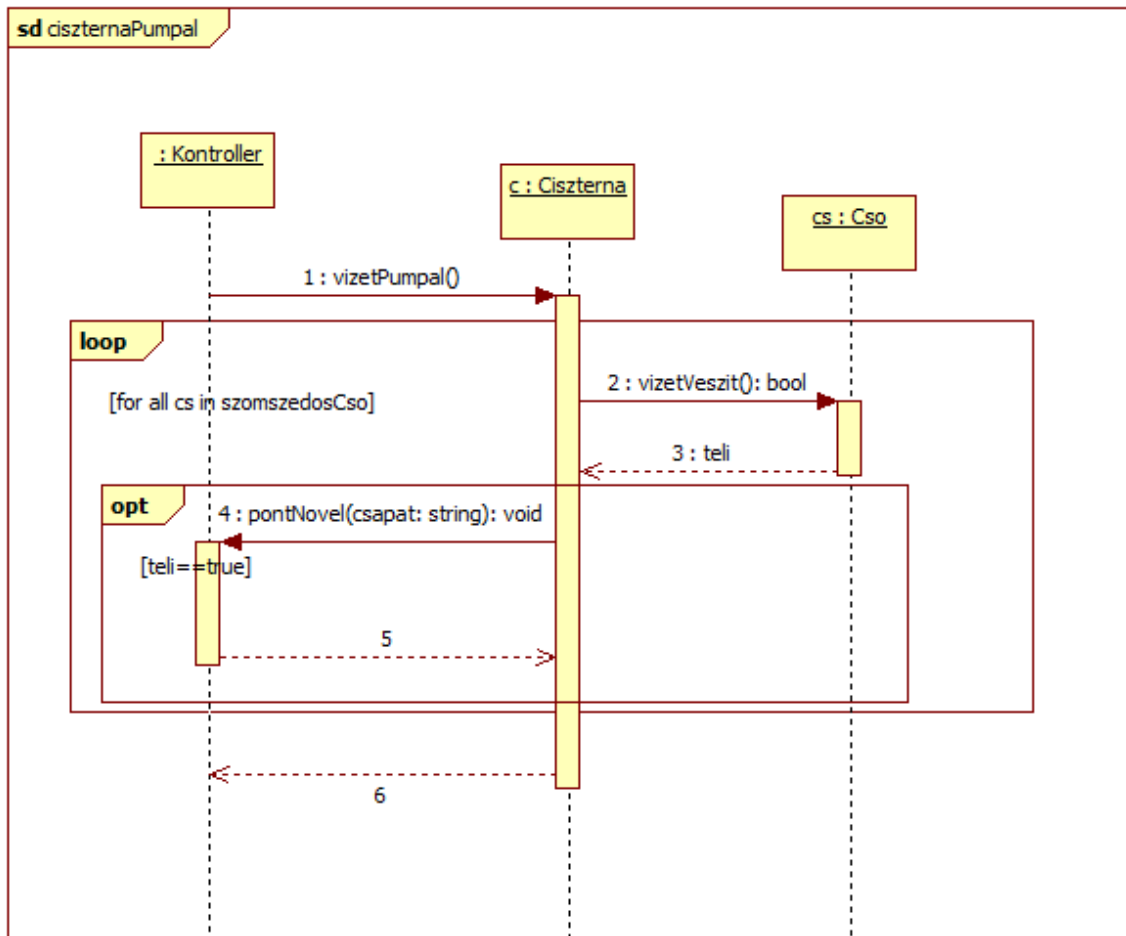 sd ciszternaPumpal
: Kontroller
c : Ciszterna
cs : Cso
1 : vizetPumpal()
loop
[for all cs in szomszedosCso]
2 : vizetVeszit(): bool
3 : teli
opt
4 : pontNovel(csapat: string): void
[teli==true]
5
6